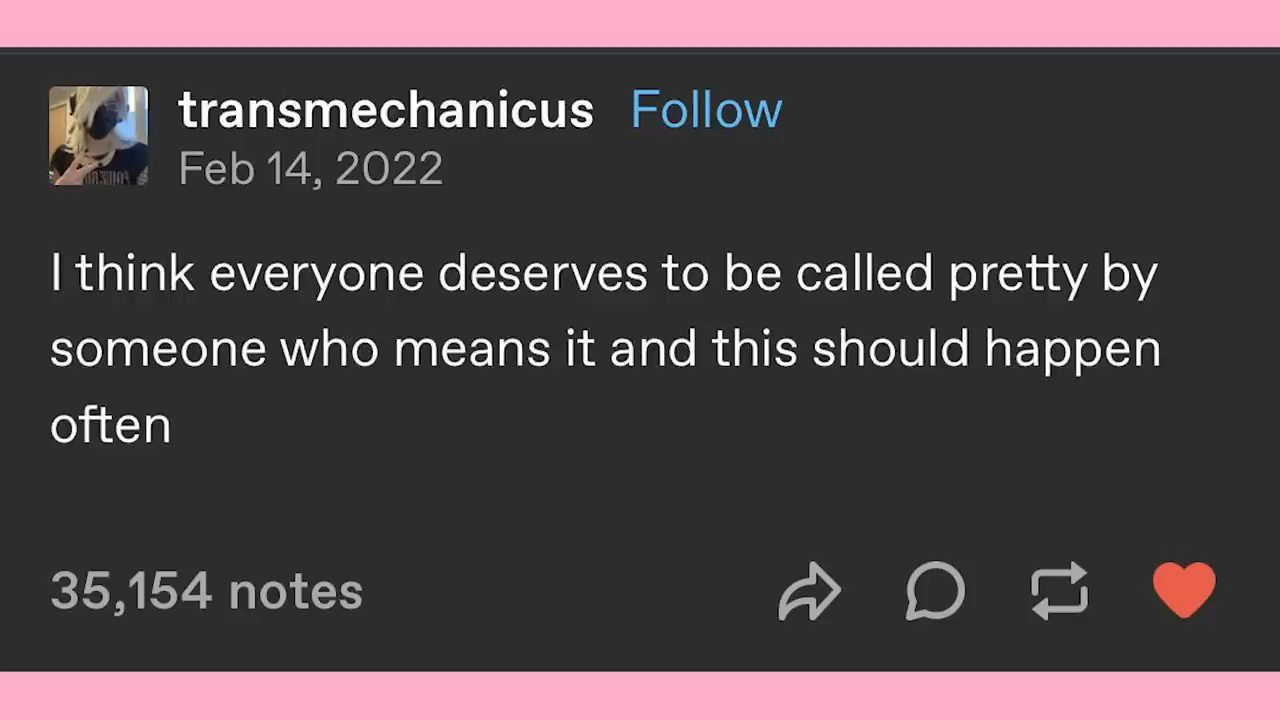 transmechanicus Follow
Feb 14, 2022
I think everyone deserves to be called pretty by
someone who means it and this should happen
often
35,154 notes